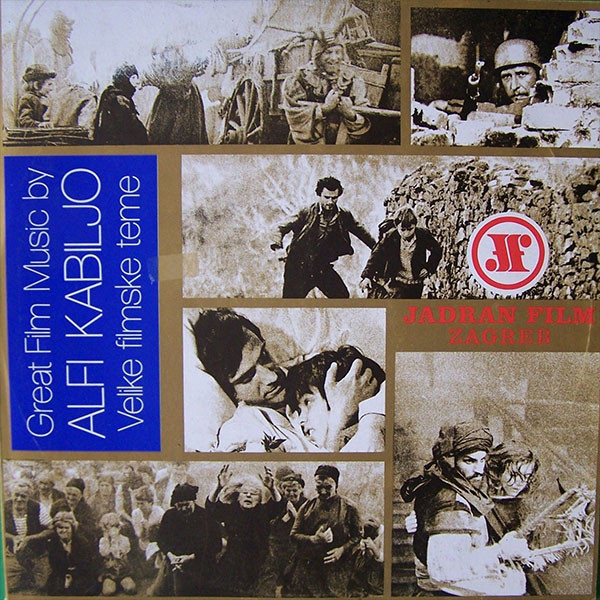 Great Film Music by
ALFI KABILJO
Velike filmske teme
Jf
JADRAN FILM
ZAGREB